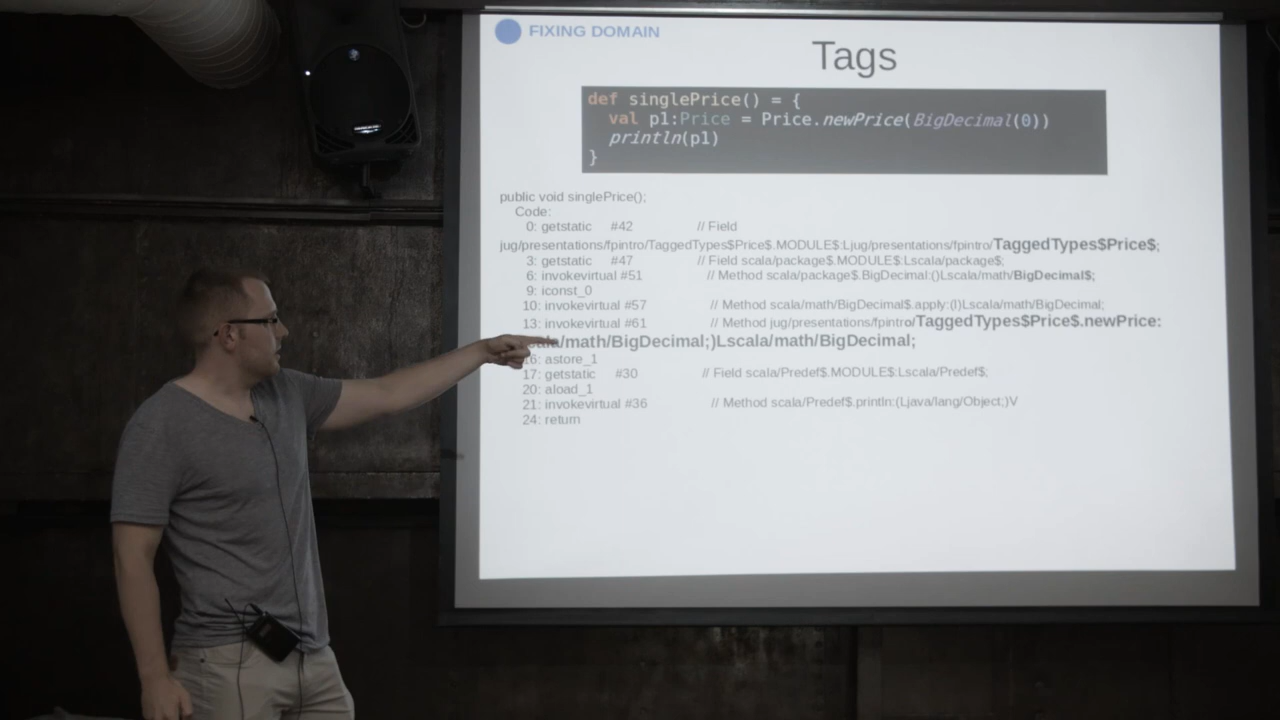 FIXING DOMAIN
Tags
def singlePrice() = {
val p1:Price = Price.newPrice(BigDecimal(0))
println(p1)
}
public void singlePrice();
Code:
0: getstatic #42 // Field
jug/presentations/fpintro/TaggedTypes$Price$.MODULE$:Ljug/presentations/fpintro/TaggedTypes$Price$;
3: getstatic #47 // Field scala/package$.MODULE$:Lscala/package$;
6: invokevirtual #51 // Method scala/package$.BigDecimal:()Lscala/math/BigDecimal$;
9: iconst_0
10: invokevirtual #57 // Method scala/math/BigDecimal$.apply:(I)Lscala/math/BigDecimal;
13: invokevirtual #61 // Method jug/presentations/fpintro/TaggedTypes$Price$.newPrice:
/math/BigDecimal;)Lscala/math/BigDecimal;
16: astore_1
17: getstatic #30 // Field scala/Predef$.MODULE$:Lscala/Predef$;
20: aload_1
21: invokevirtual #36 // Method scala/Predef$.println:(Ljava/lang/Object;)V
24: return